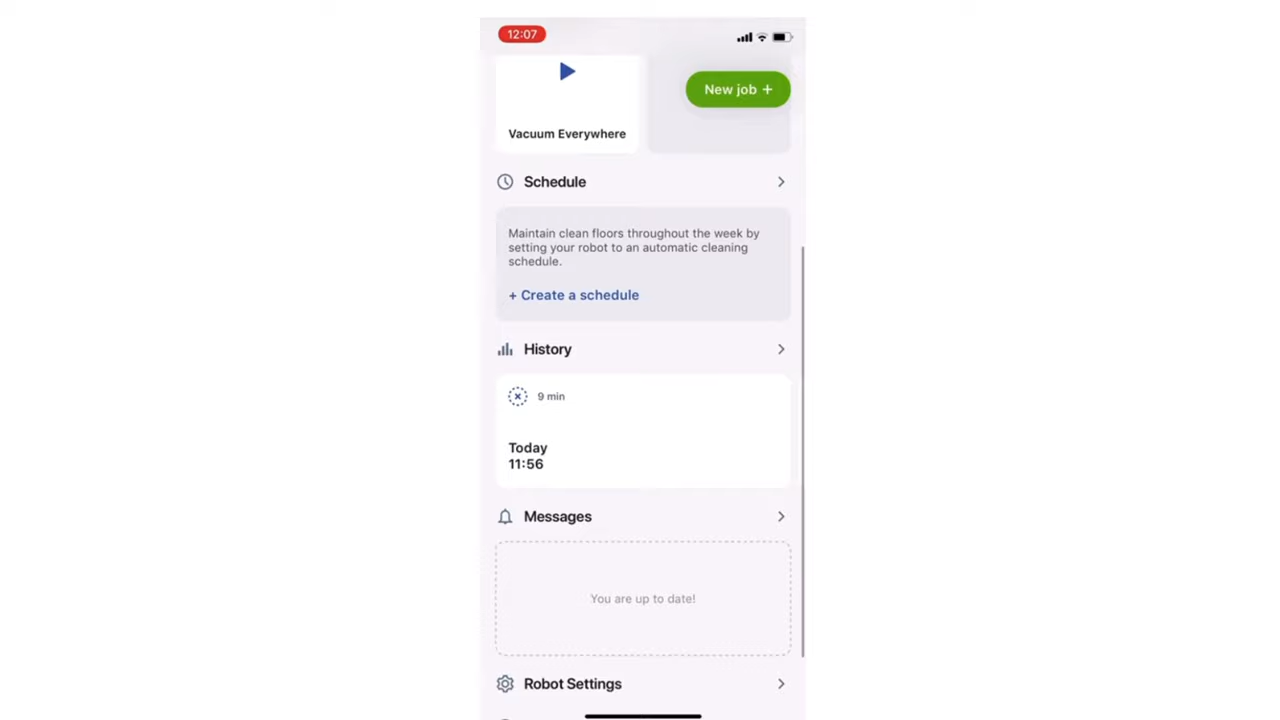 12:07
New job +
Vacuum Everywhere
Schedule
Maintain clean floors throughout the week by
setting your robot to an automatic cleaning
schedule.
+ Create a schedule
History
9 min
Today
11:56
Messages
You are up to date!
Robot Settings